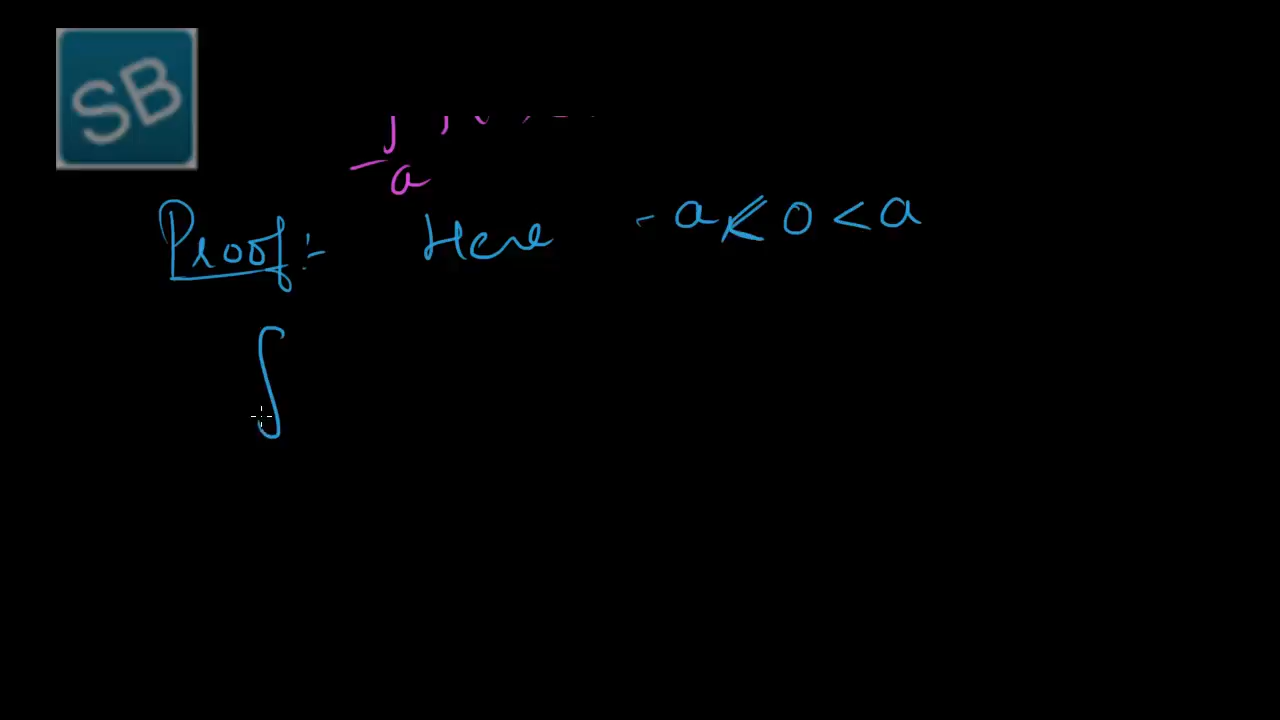 SB
-a
Proof:- Here -a < 0 < a
∫